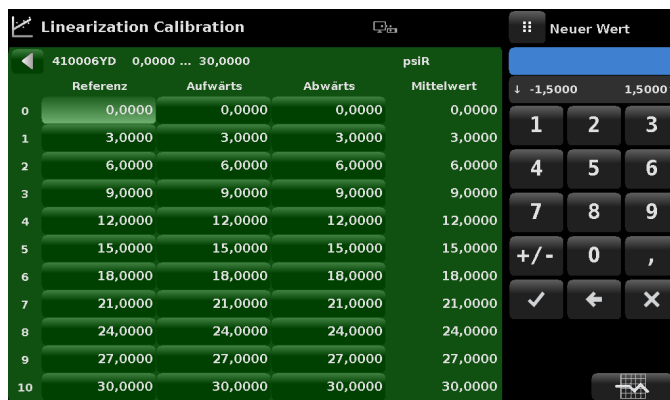 Linearization Calibration
410006YD 0,0000 ... 30,0000 psiR
Referenz Aufwärts Abwärts Mittelwert
0 0,0000 0,0000 0,0000 0,0000
1 3,0000 3,0000 3,0000 3,0000
2 6,0000 6,0000 6,0000 6,0000
3 9,0000 9,0000 9,0000 9,0000
4 12,0000 12,0000 12,0000 12,0000
5 15,0000 15,0000 15,0000 15,0000
6 18,0000 18,0000 18,0000 18,0000
7 21,0000 21,0000 21,0000 21,0000
8 24,0000 24,0000 24,0000 24,0000
9 27,0000 27,0000 27,0000 27,0000
10 30,0000 30,0000 30,0000 30,0000
Neuer Wert
↓ -1,5000 1,5000
1 2 3
4 5 6
7 8 9
+/- 0 ,